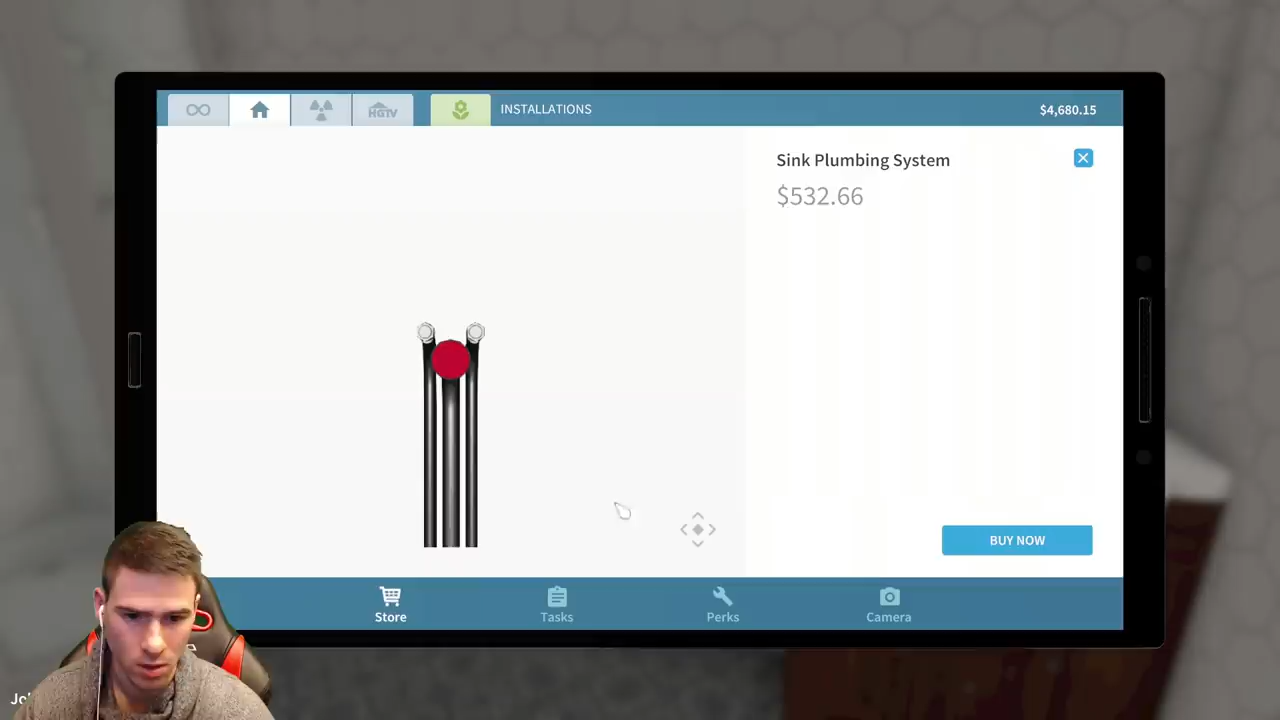 HGTV
INSTALLATIONS
$4,680.15
Sink Plumbing System
$532.66
BUY NOW
Store
Tasks
Perks
Camera